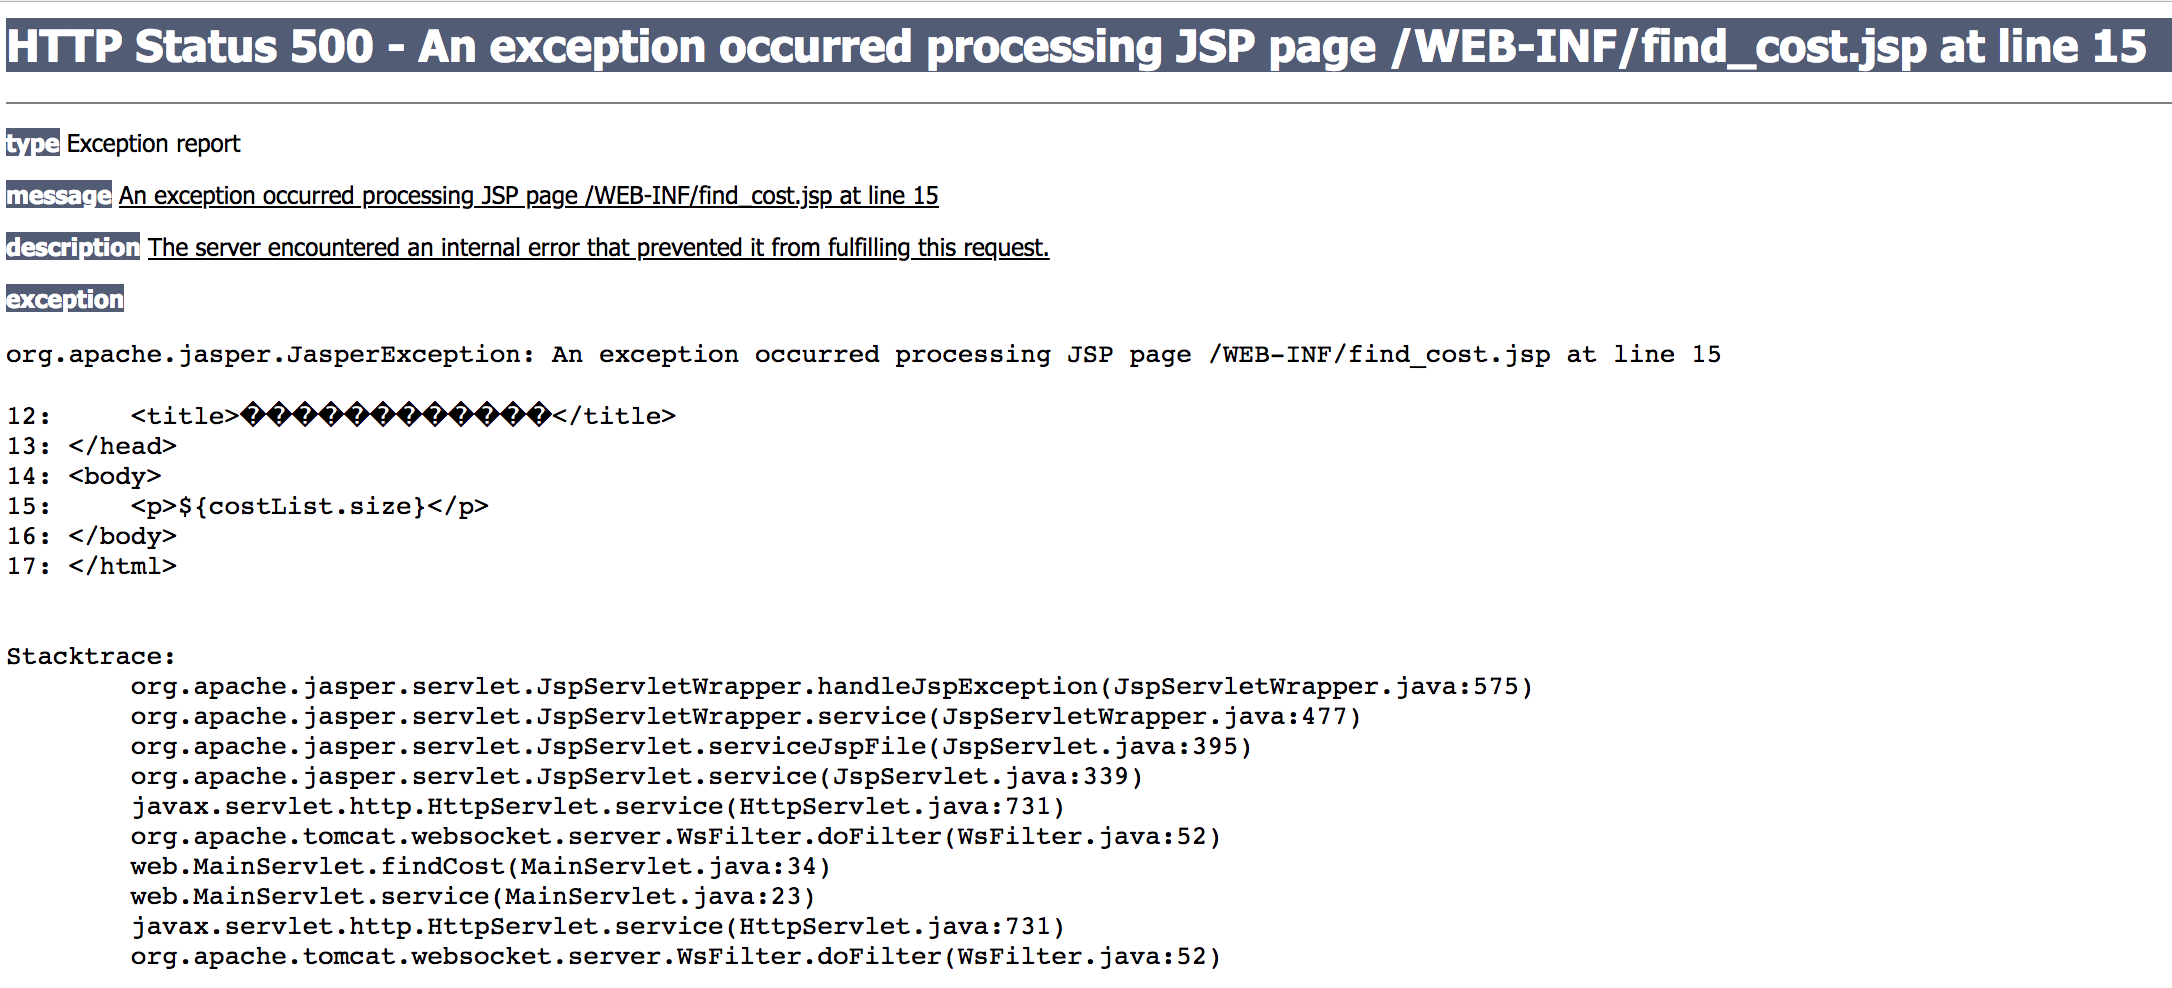 HTTP Status 500 - An exception occurred processing JSP page /WEB-INF/find_cost.jsp at line 15
type Exception report
message An exception occurred processing JSP page /WEB-INF/find_cost.jsp at line 15
description The server encountered an internal error that prevented it from fulfilling this request.
exception
org.apache.jasper.JasperException: An exception occurred processing JSP page /WEB-INF/find_cost.jsp at line 15
12:     <title>������������</title>
13: </head>
14: <body>
15:     <p>${costList.size}</p>
16: </body>
17: </html>
Stacktrace:
	org.apache.jasper.servlet.JspServletWrapper.handleJspException(JspServletWrapper.java:575)
	org.apache.jasper.servlet.JspServletWrapper.service(JspServletWrapper.java:477)
	org.apache.jasper.servlet.JspServlet.serviceJspFile(JspServlet.java:395)
	org.apache.jasper.servlet.JspServlet.service(JspServlet.java:339)
	javax.servlet.http.HttpServlet.service(HttpServlet.java:731)
	org.apache.tomcat.websocket.server.WsFilter.doFilter(WsFilter.java:52)
	web.MainServlet.findCost(MainServlet.java:34)
	web.MainServlet.service(MainServlet.java:23)
	javax.servlet.http.HttpServlet.service(HttpServlet.java:731)
	org.apache.tomcat.websocket.server.WsFilter.doFilter(WsFilter.java:52)